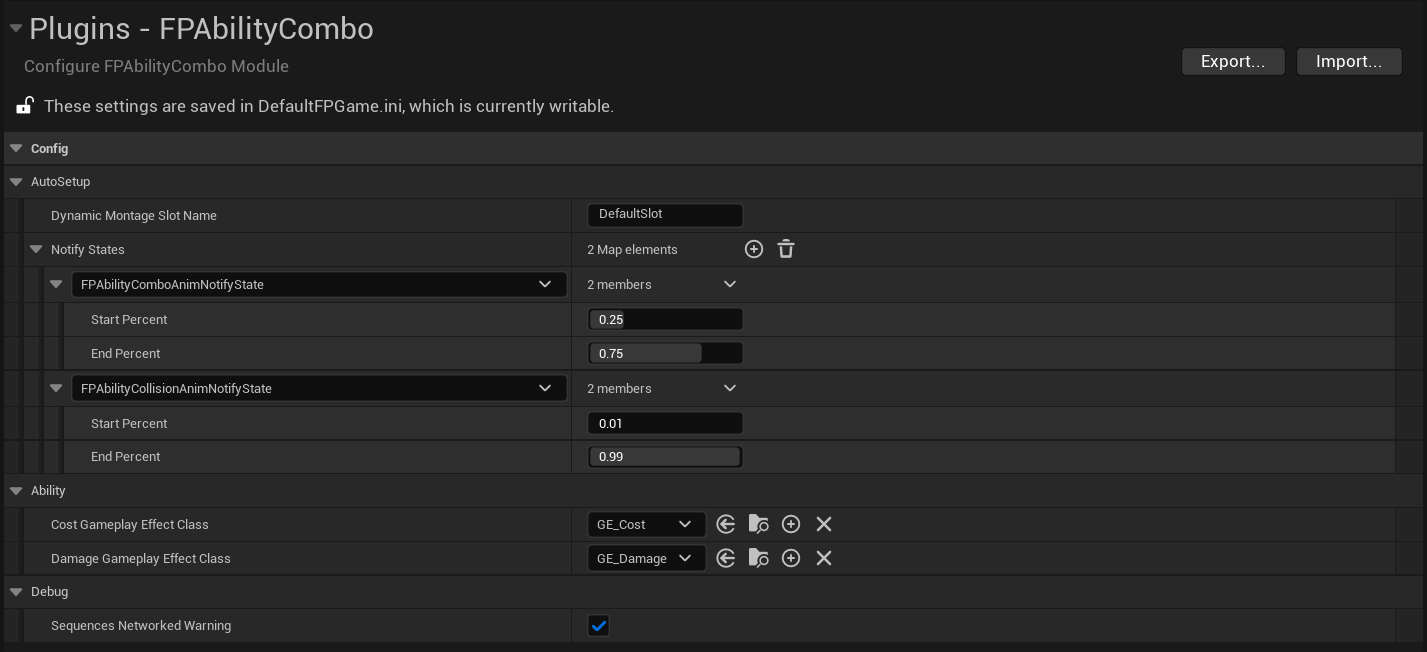 Plugins - FPAbilityCombo
Configure FPAbilityCombo Module
Export...
Import...
These settings are saved in DefaultFPGame.ini, which is currently writable.
Config
AutoSetup
Dynamic Montage Slot Name
DefaultSlot
Notify States
2 Map elements
FPAbilityComboAnimNotifyState
2 members
Start Percent
0.25
End Percent
0.75
FPAbilityCollisionAnimNotifyState
2 members
Start Percent
0.01
End Percent
0.99
Ability
Cost Gameplay Effect Class
GE_Cost
Damage Gameplay Effect Class
GE_Damage
Debug
Sequences Networked Warning